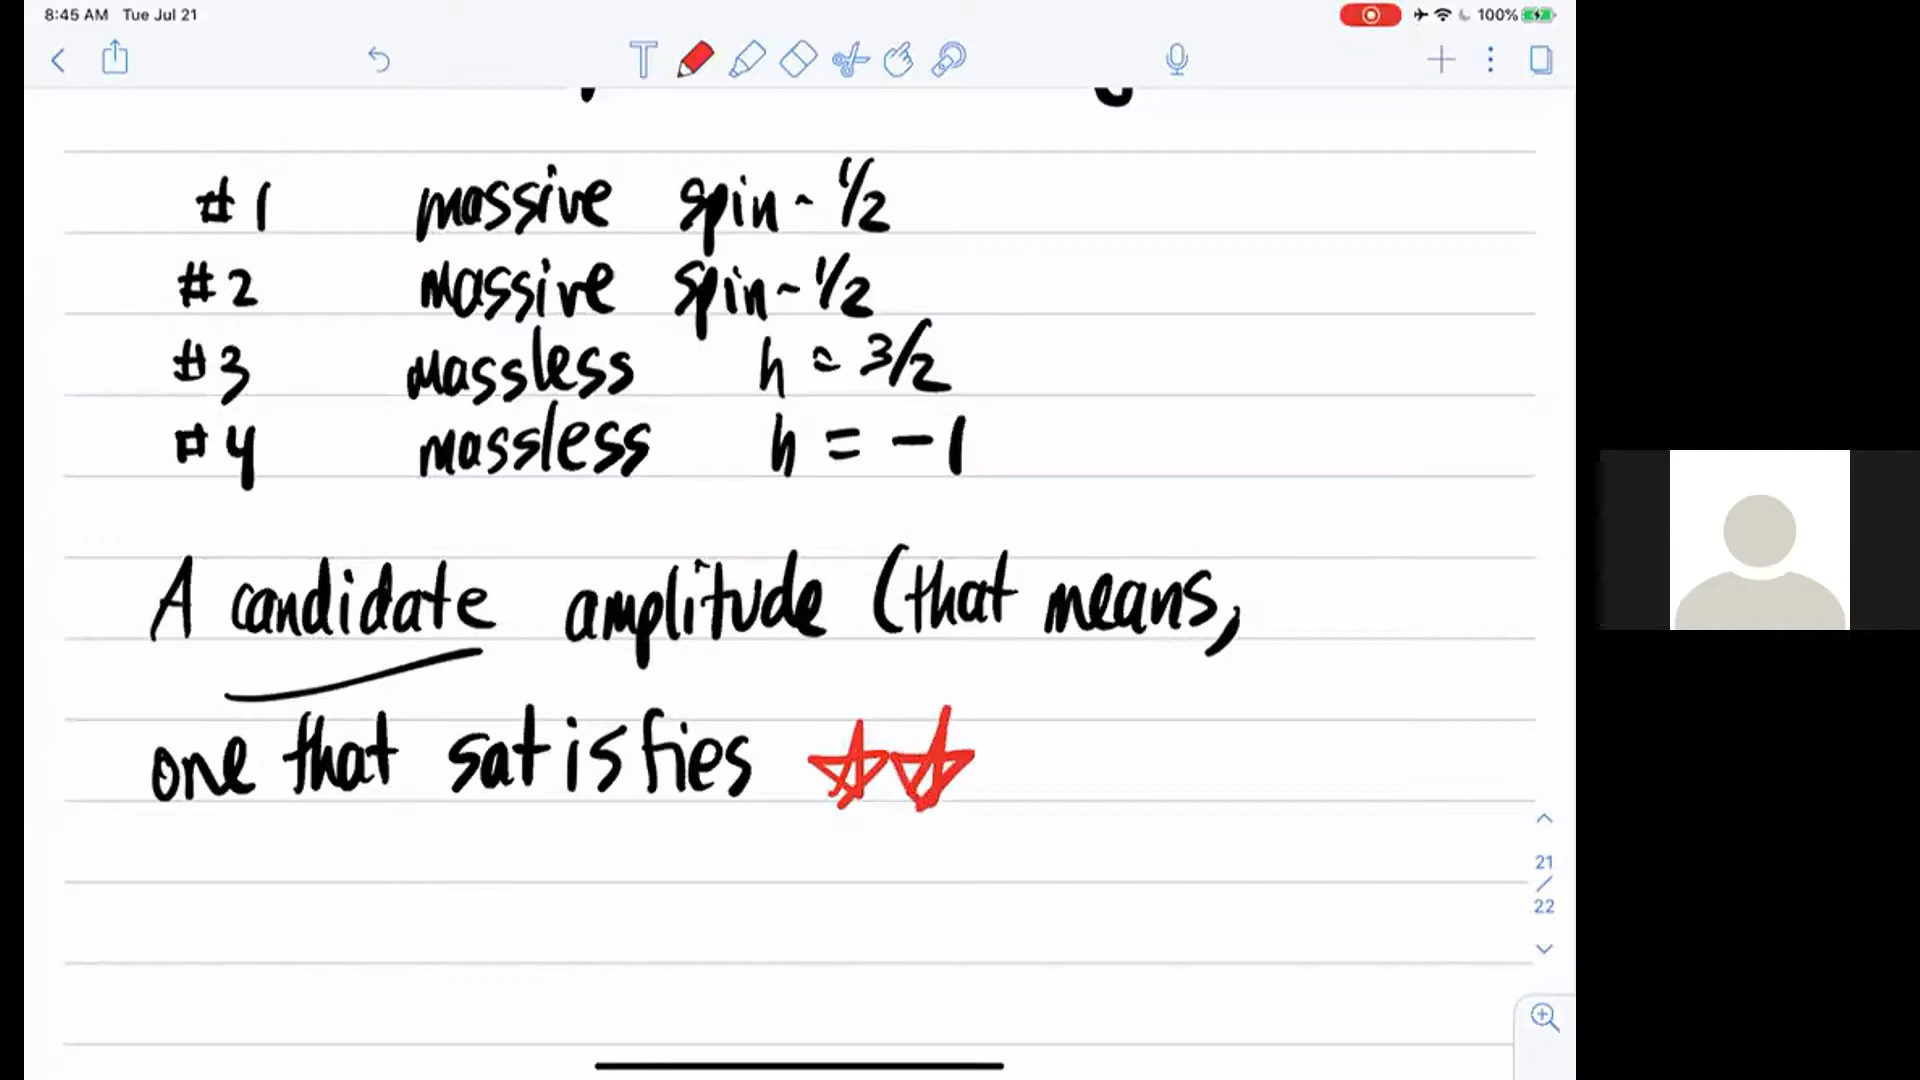 8:45 AM Tue Jul 21
100%
#1 massive spin-1/2
#2 massive spin-1/2
#3 massless h = 3/2
#4 massless h = -1
A candidate amplitude (that means,
one that satisfies ☆☆
21
/
22